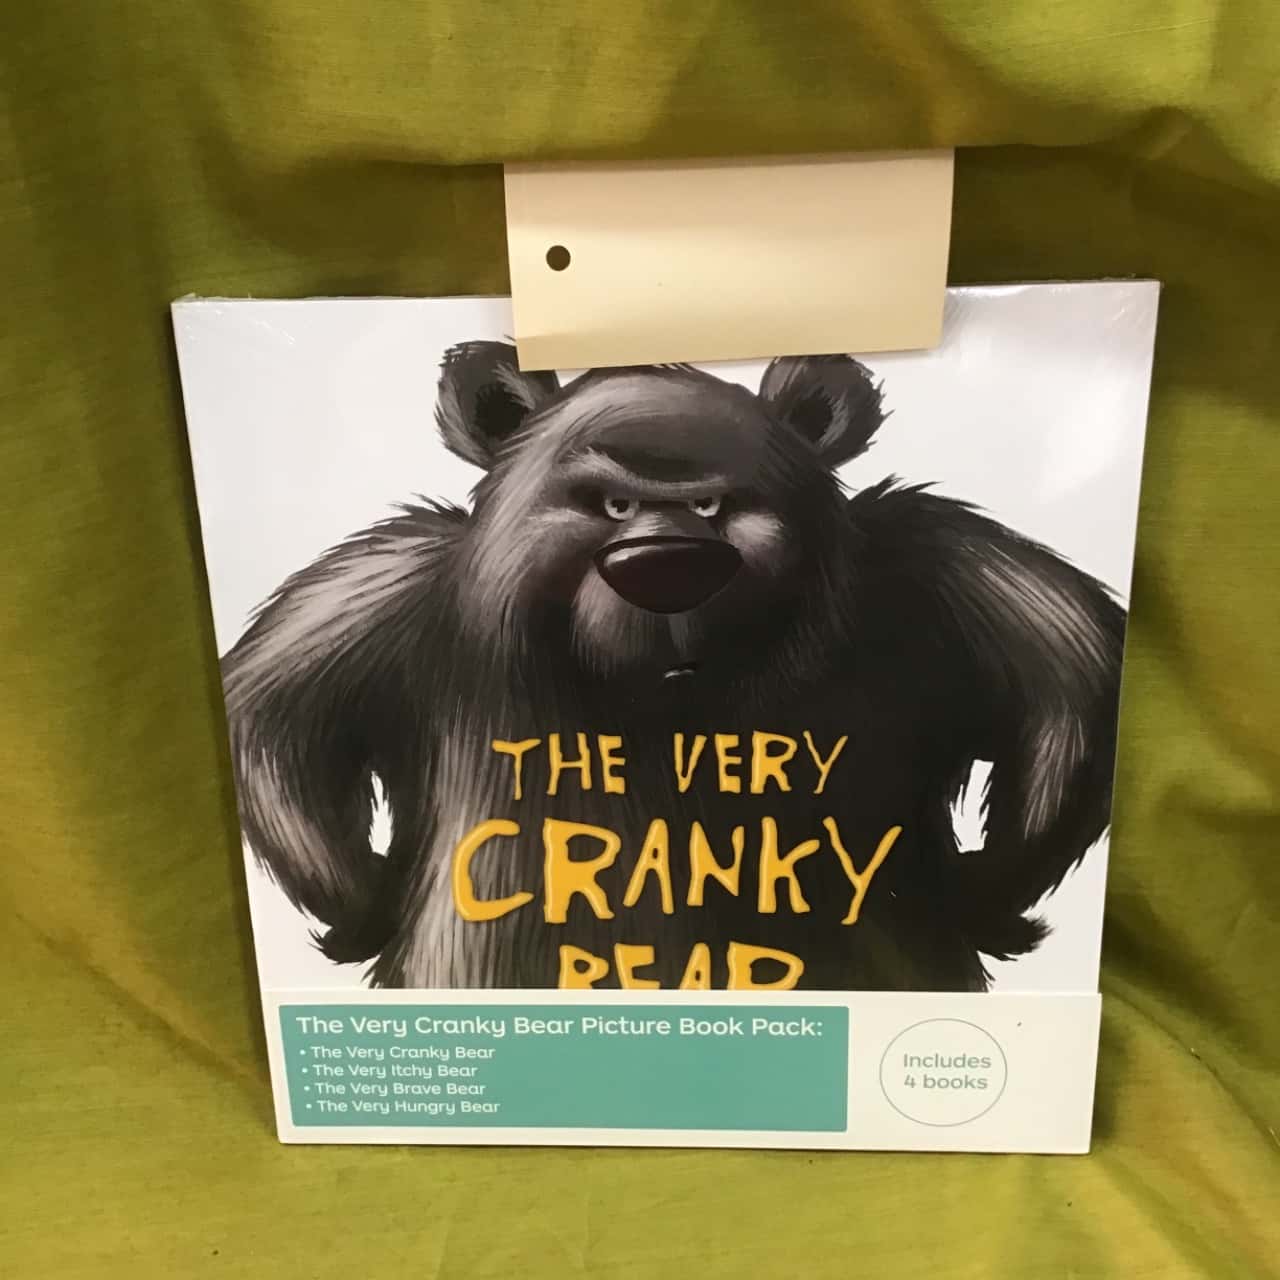 THE VERY
CRANKY
BEAR
The Very Cranky Bear Picture Book Pack:
• The Very Cranky Bear
• The Very Itchy Bear
• The Very Brave Bear
• The Very Hungry Bear
Includes
4 books